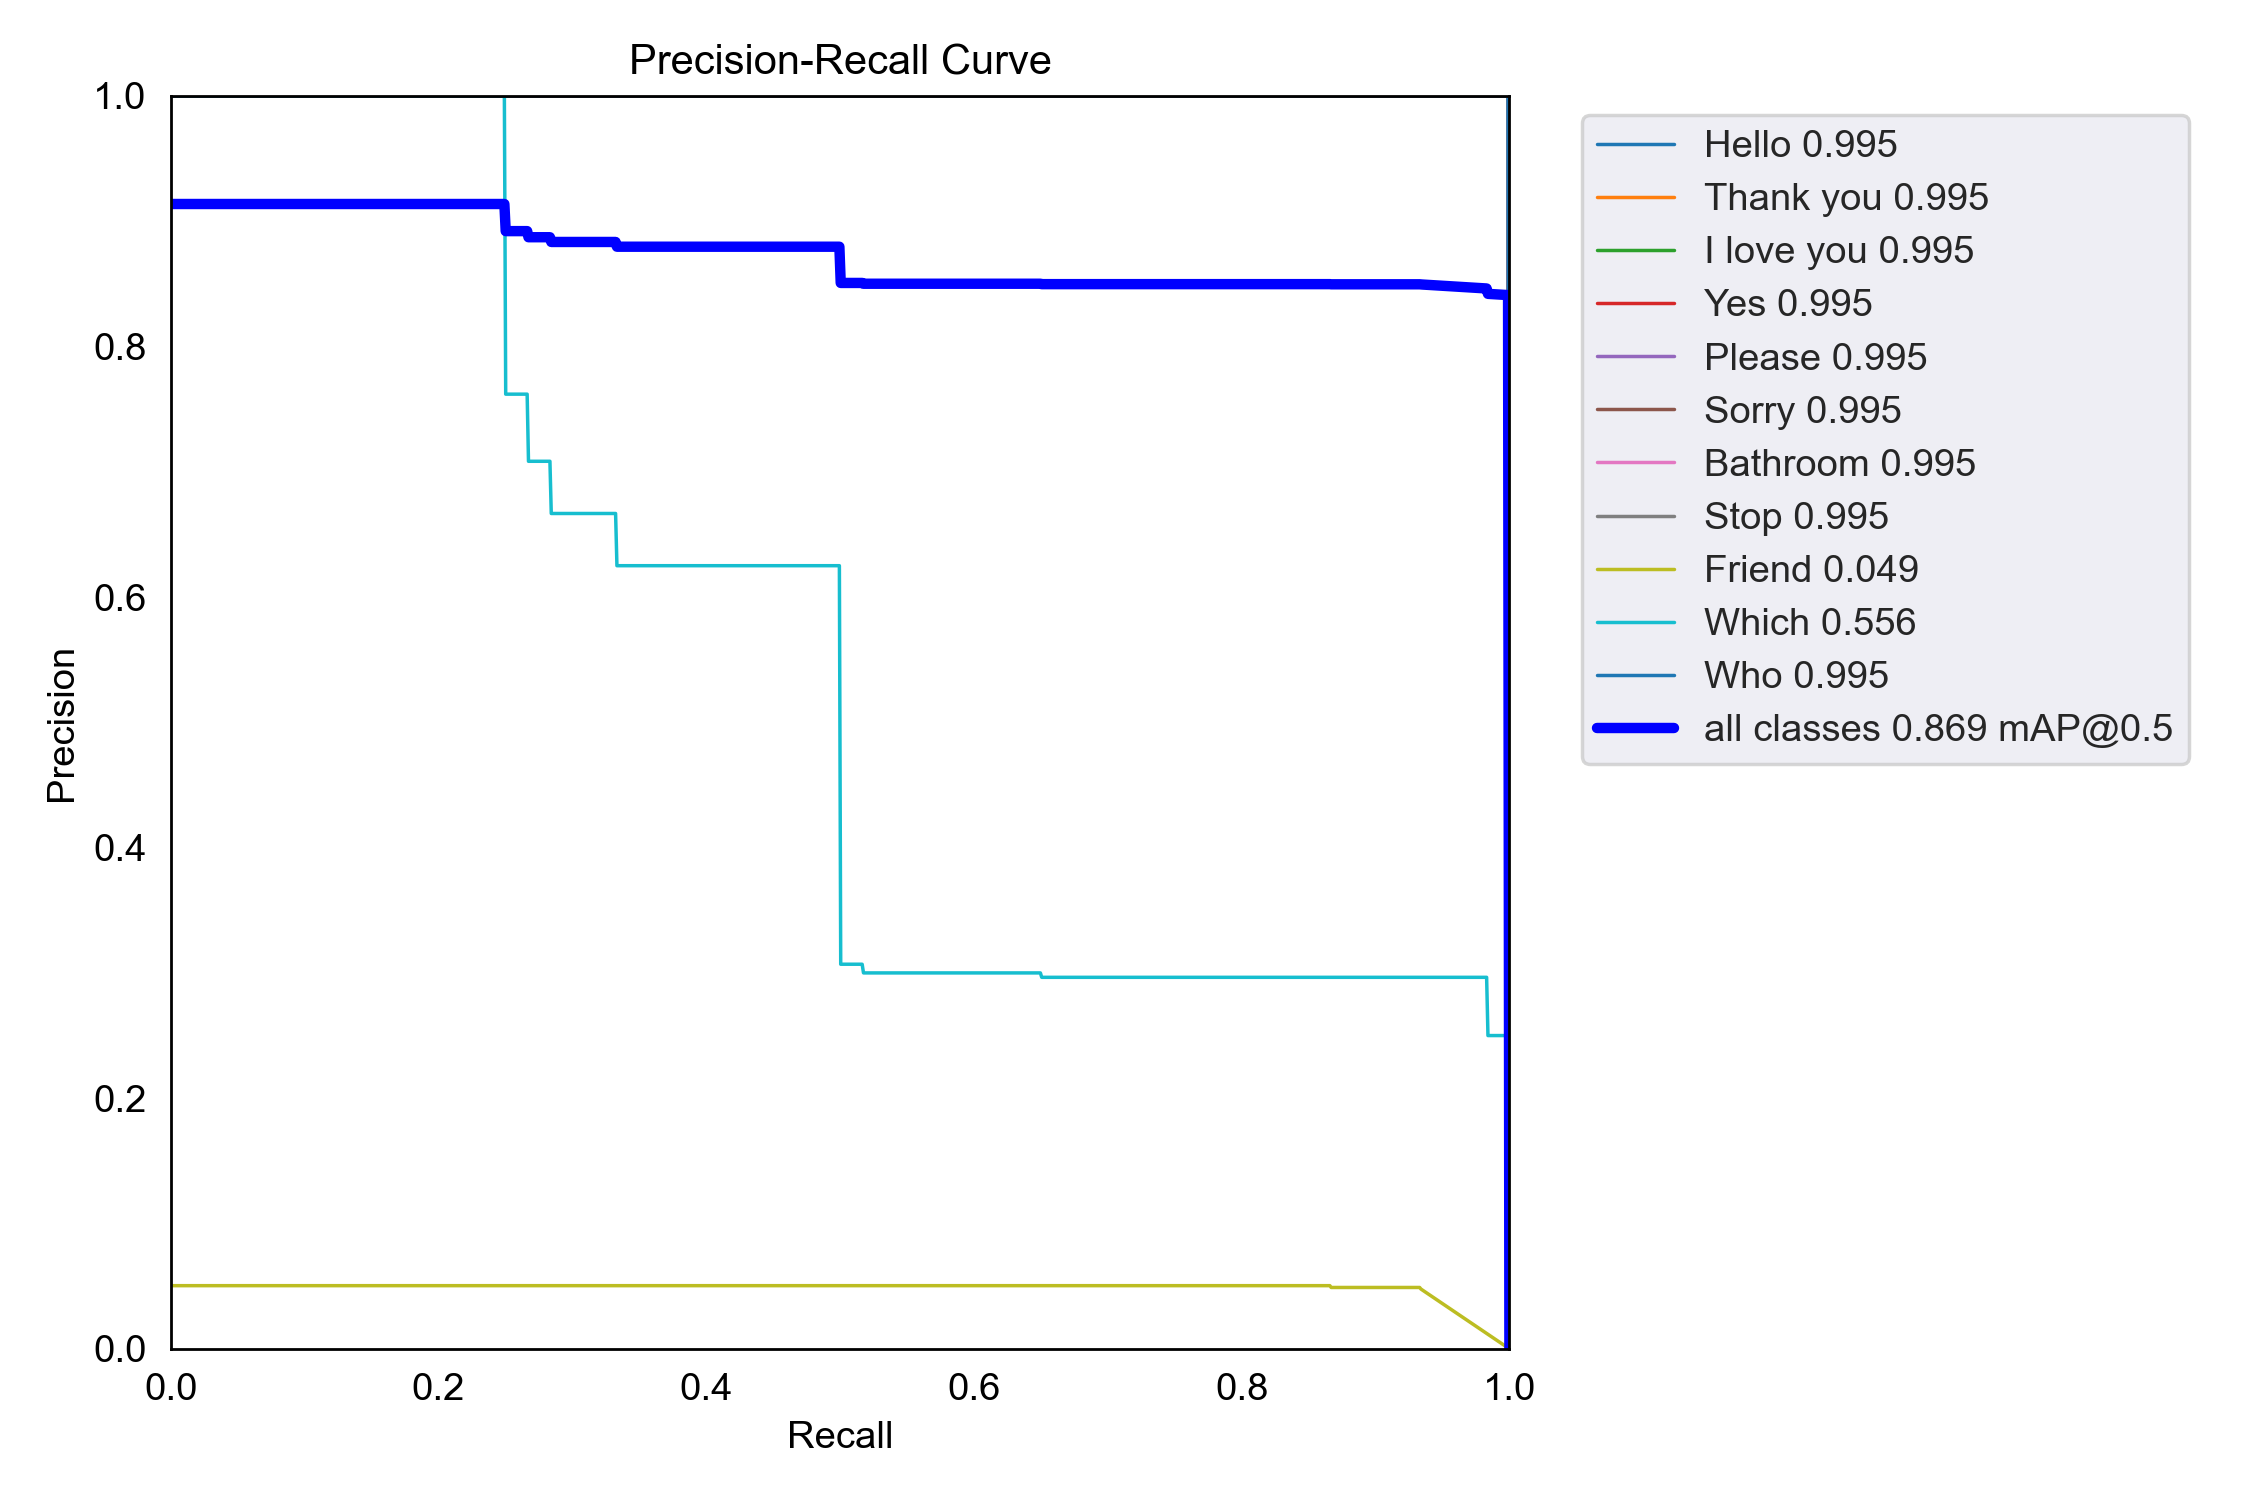 Precision-Recall Curve
1.0
0.8
0.6
0.4
0.2
0.0
0.0 0.2 0.4 0.6 0.8 1.0
Recall
Precision
Hello 0.995
Thank you 0.995
I love you 0.995
Yes 0.995
Please 0.995
Sorry 0.995
Bathroom 0.995
Stop 0.995
Friend 0.049
Which 0.556
Who 0.995
all classes 0.869 mAP@0.5